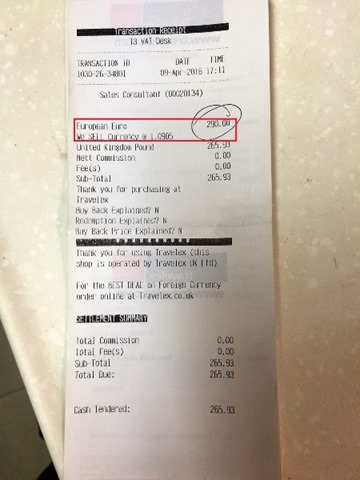 Transaction Receipt
T3 VAT Desk
TRANSACTION ID DATE TIME
1030-26-34801 09-Apr-2016 17:11
Sales Consultant (00020134)
European Euro 290.00
We SELL Currency @ 1.0905
United Kingdom Pound 265.93
Nett Commission 0.00
Fee(s) 0.00
Sub-Total 265.93
Thank you for purchasing at
Travelex
Buy Back Explained? N
Redemption Explained? N
Buy Back Price Explained? N
Thank you for using Travelex (this
shop is operated by Travelex UK Ltd)
For the BEST DEAL on Foreign Currency
order online at Travelex.co.uk
SETTLEMENT SUMMARY
Total Commission 0.00
Total Fee(s) 0.00
Sub-Total 265.93
Total Due: 265.93
Cash Tendered: 265.93